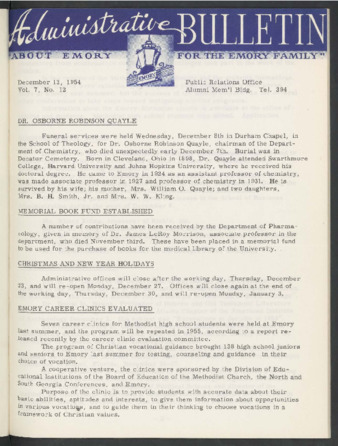 Administrative BULLETIN
"ABOUT EMORY FOR THE EMORY FAMILY"
EMORY
December 13, 1954 Public Relations Office
Vol. 7, No. 12 Alumni Mem'l Bldg. Tel. 394
DR. OSBORNE ROBINSON QUAYLE
Funeral services were held Wednesday, December 8th in Durham Chapel, in
the School of Theology, for Dr. Osborne Robinson Quayle, chairman of the Depart-
ment of Chemistry, who died unexpectedly early December 7th. Burial was in
Decatur Cemetery. Born in Cleveland, Ohio in 1898, Dr. Quayle attended Swarthmore
College, Harvard University and Johns Hopkins University, where he received his
doctoral degree. He came to Emory in 1924 as an assistant professor of chemistry,
was made associate professor in 1927 and professor of chemistry in 1931. He is
survived by his wife; his mother, Mrs. William O. Quayle; and two daughters,
Mrs. B. H. Smith, Jr. and Mrs. W. W. Kling.
MEMORIAL BOOK FUND ESTABLISHED
A number of contributions have been received by the Department of Pharma-
cology, given in memory of Dr. James LeRoy Morrison, associate professor in the
department, who died November third. These have been placed in a memorial fund
to be used for the purchase of books for the medical library of the University.
CHRISTMAS AND NEW YEAR HOLIDAYS
Administrative offices will close after the working day, Thursday, December
23, and will re-open Monday, December 27. Offices will close again at the end of
the working day, Thursday, December 30, and will re-open Monday, January 3.
EMORY CAREER CLINICS EVALUATED
Seven career clinics for Methodist high school students were held at Emory
last summer, and the program will be repeated in 1955, according to a report re-
leased recently by the career clinic evaluation committee.
The program of Christian vocational guidance brought 138 high school juniors
and seniors to Emory last summer for testing, counseling and guidance in their
choice of vocation.
A cooperative venture, the clinics were sponsored by the Division of Edu-
cational Institutions of the Board of Education of the Methodist Church, the North and
South Georgia Conferences, and Emory.
Purpose of the clinic is to provide students with accurate data about their
basic abilities, aptitudes and interests, to give them information about opportunities
in various vocations, and to guide them in their thinking to choose vocations in a
framework of Christian values.